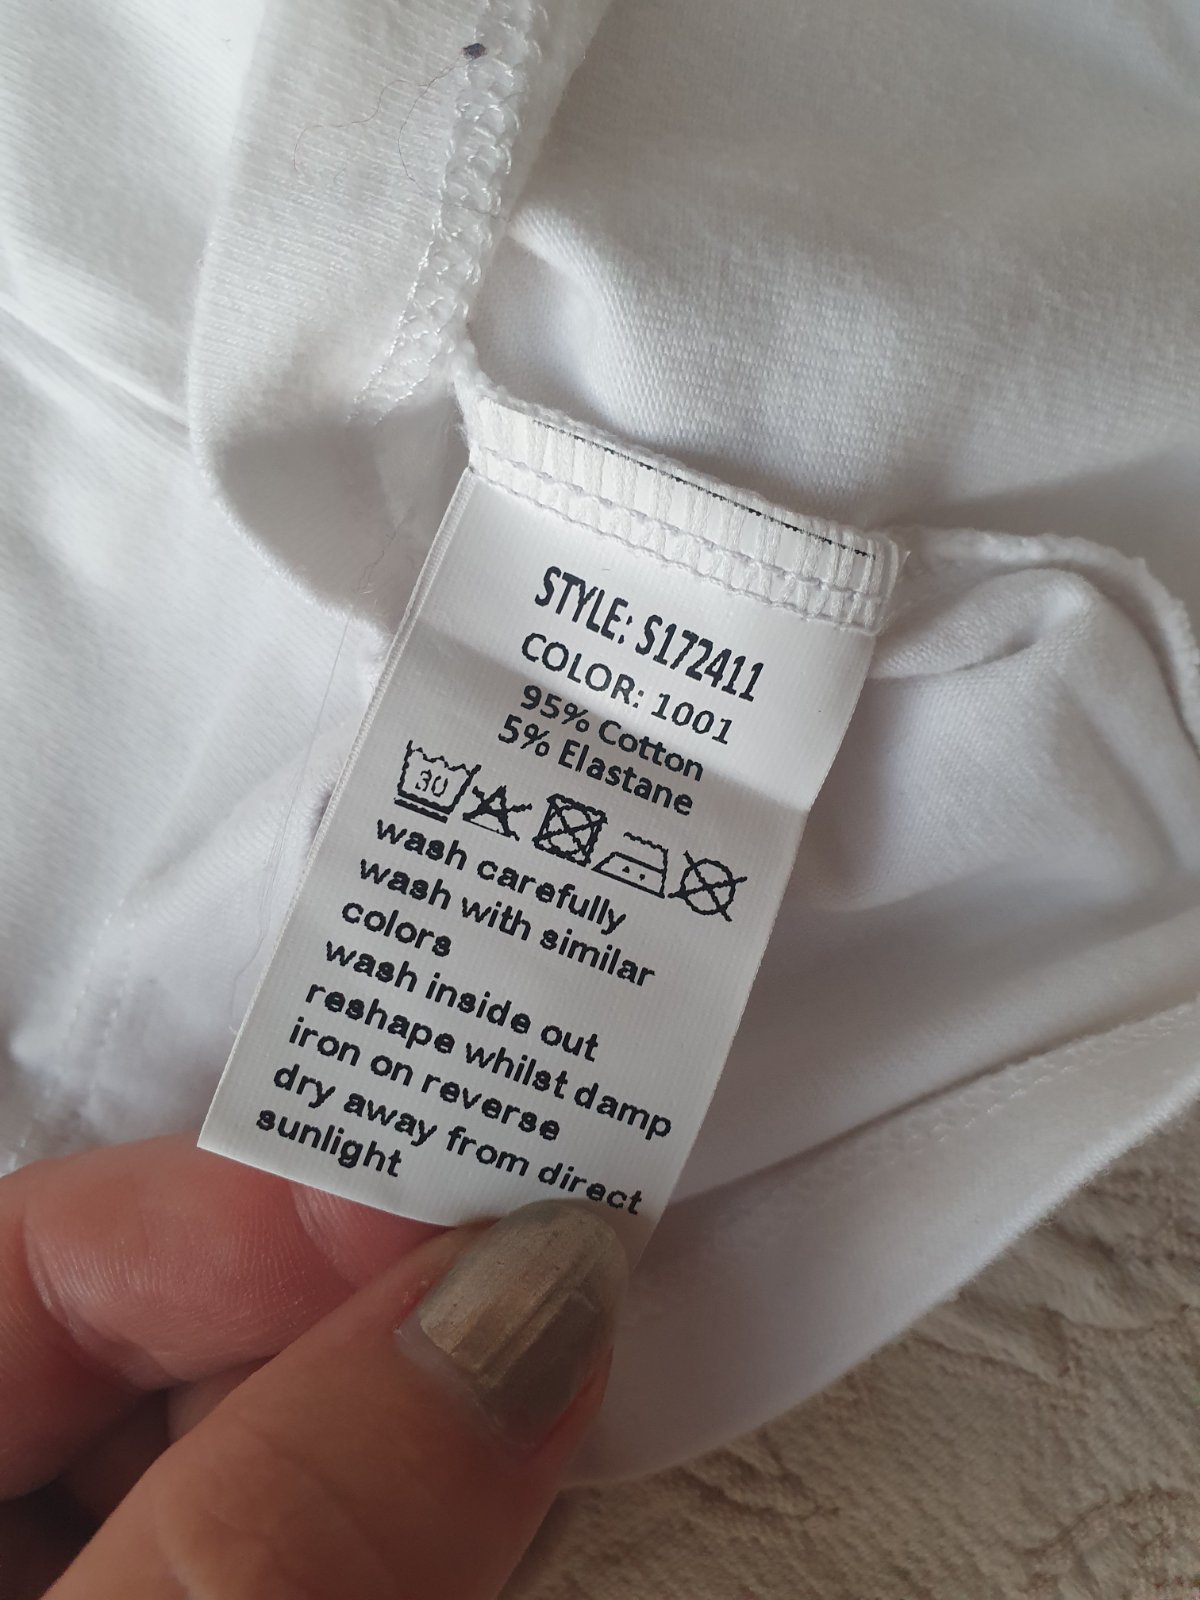 STYLE: S172411
COLOR: 1001
95% Cotton
5% Elastane
30
wash carefully
wash with similar
colors
wash inside out
reshape whilst damp
iron on reverse
dry away from direct
sunlight